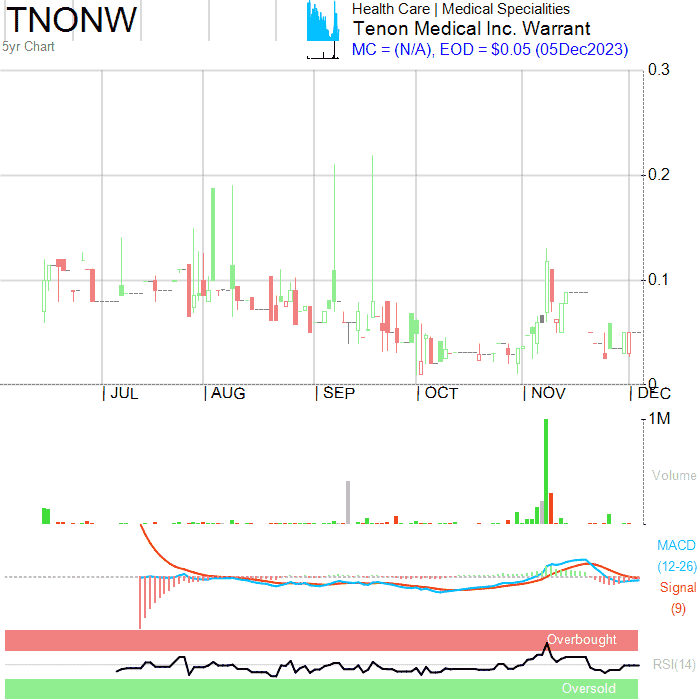 TNONW
5yr Chart
Health Care | Medical Specialities
Tenon Medical Inc. Warrant
MC = (N/A), EOD = $0.05 (05Dec2023)
0.3
0.2
0.1
0
| JUL | AUG | SEP | OCT | NOV | DEC
1M
Volume
MACD
(12-26)
Signal
(9)
Overbought
RSI(14)
Oversold